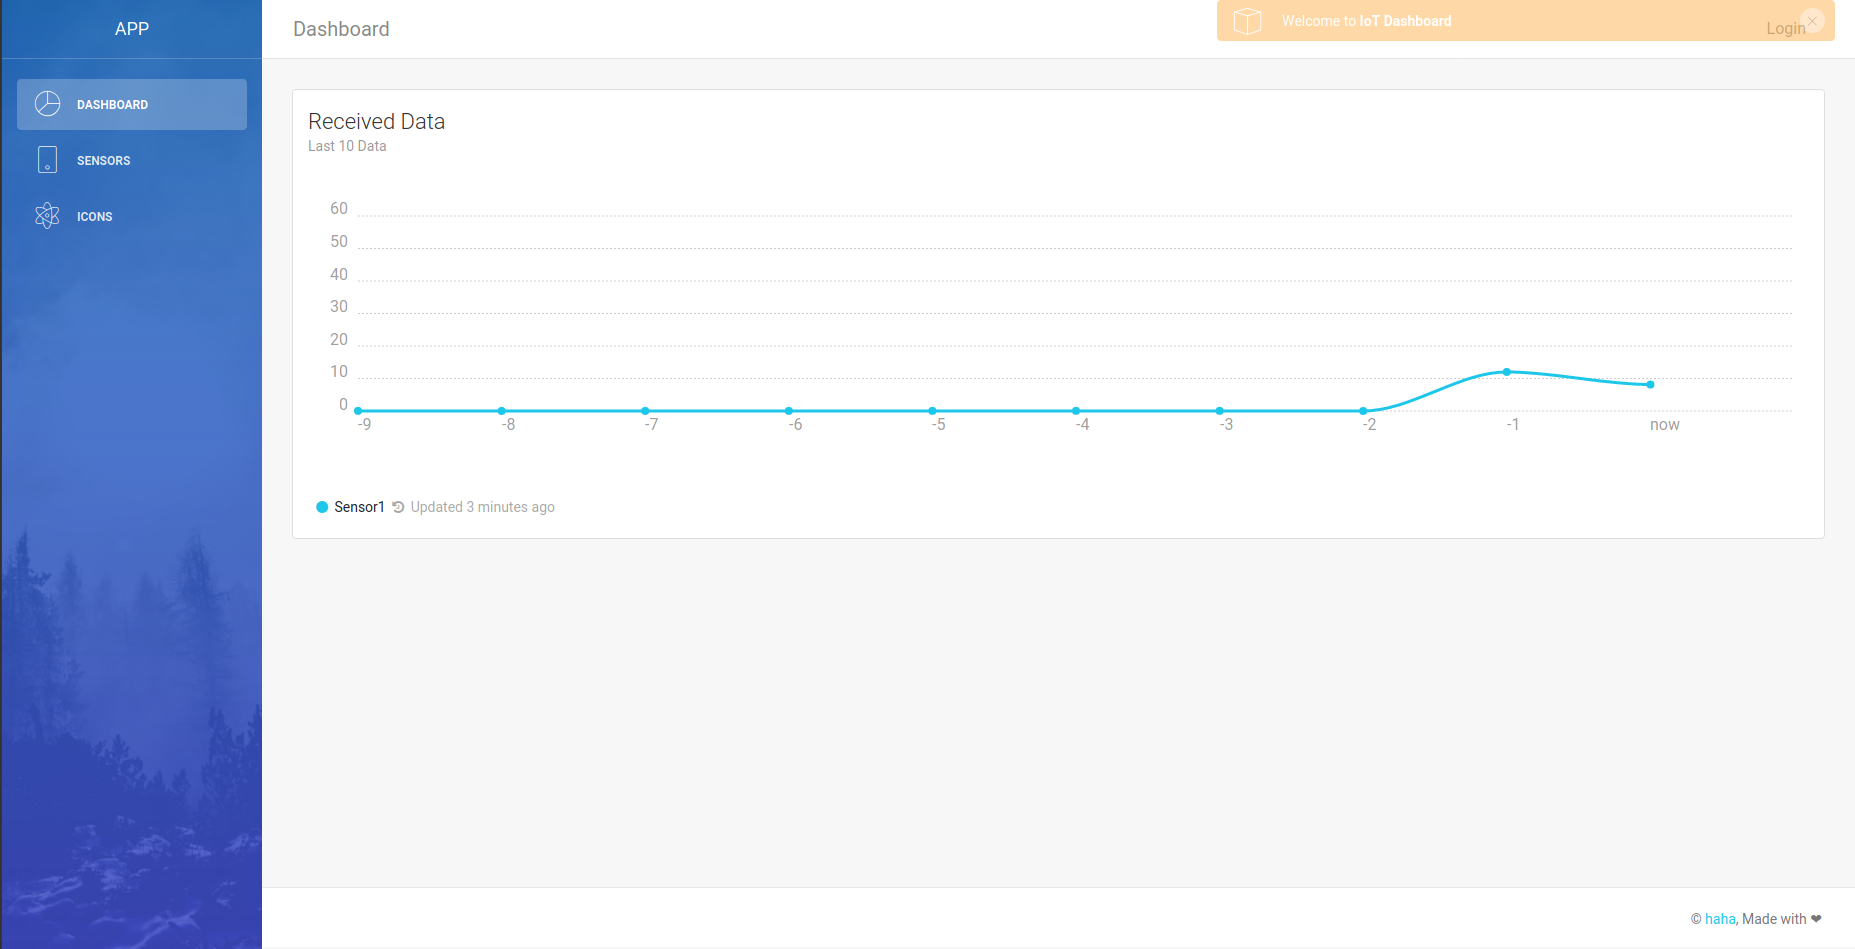 APP
DASHBOARD
SENSORS
ICONS
Dashboard
Welcome to IoT Dashboard
Login
Received Data
Last 10 Data
60
50
40
30
20
10
0
-9 -8 -7 -6 -5 -4 -3 -2 -1 now
Sensor1 Updated 3 minutes ago
© haha, Made with ❤